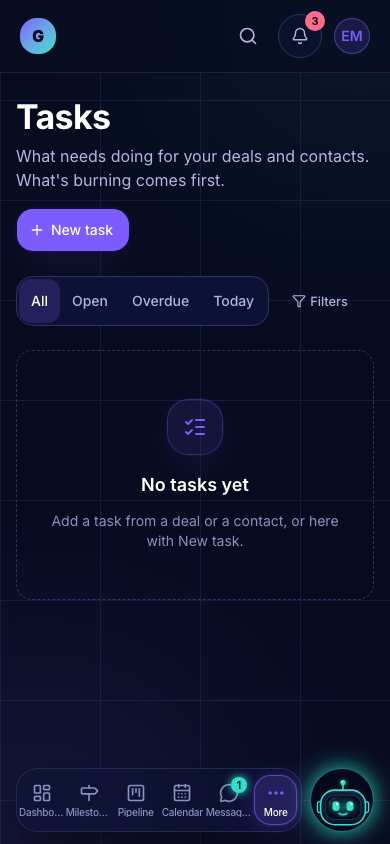 G
3
EM
Tasks
What needs doing for your deals and contacts.
What's burning comes first.
+ New task
All
Open
Overdue
Today
Filters
No tasks yet
Add a task from a deal or a contact, or here
with New task.
1
Dashbo...
Milesto...
Pipeline
Calendar
Messag...
More